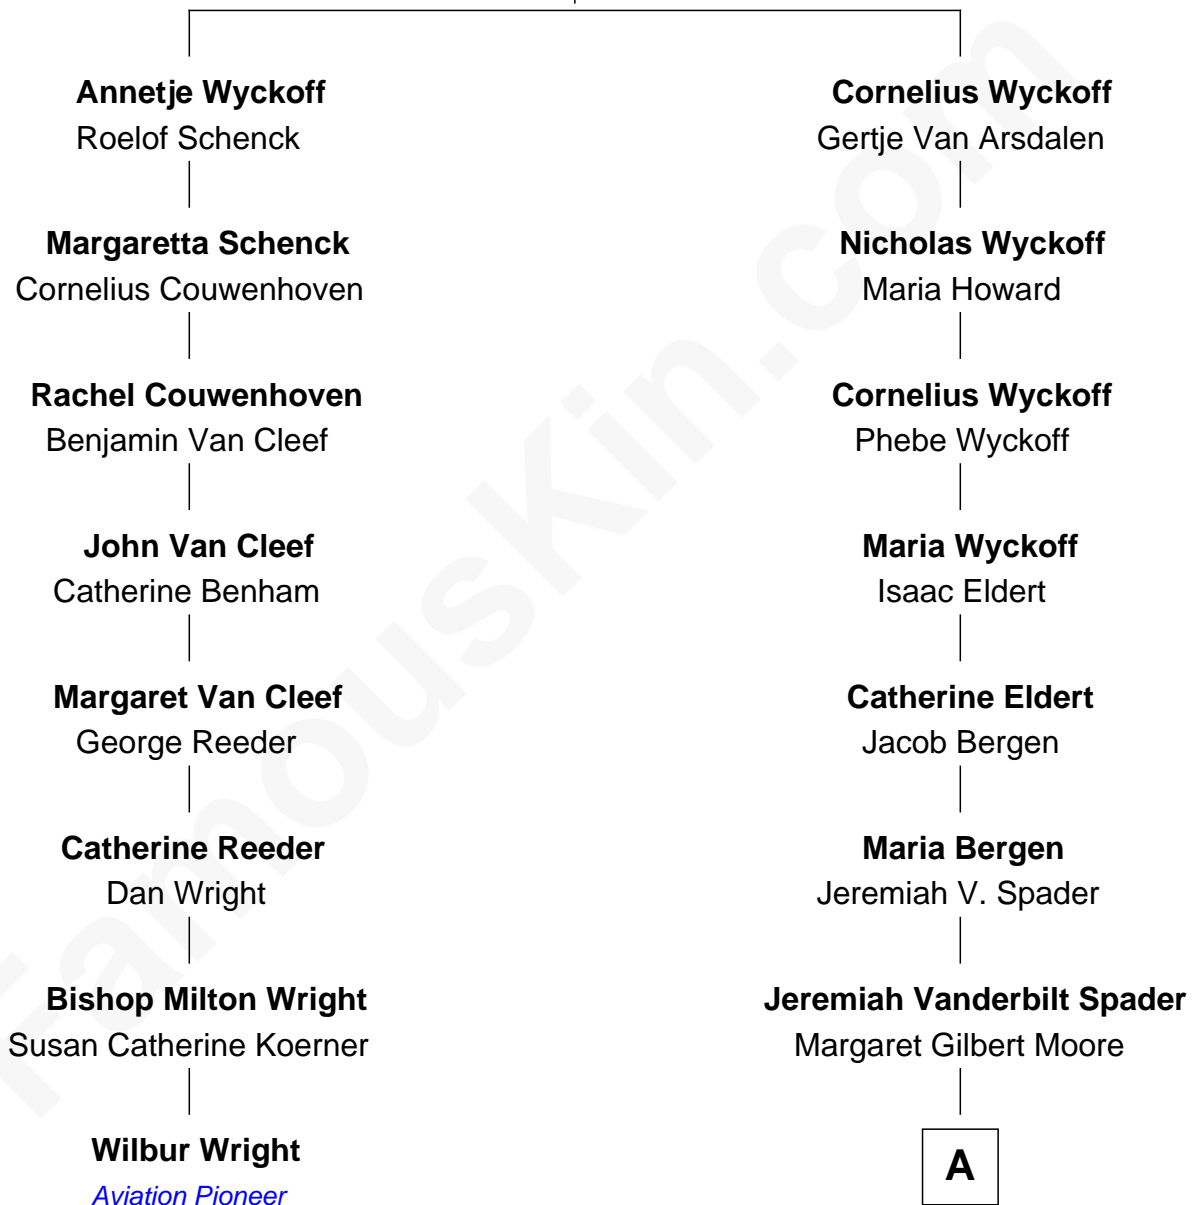 Annetje Wyckoff
Roelof Schenck
Margaretta Schenck
Cornelius Couwenhoven
Rachel Couwenhoven
Benjamin Van Cleef
John Van Cleef
Catherine Benham
Margaret Van Cleef
George Reeder
Catherine Reeder
Dan Wright
Bishop Milton Wright
Susan Catherine Koerner
Wilbur Wright
Aviation Pioneer
Cornelius Wyckoff
Gertje Van Arsdalen
Nicholas Wyckoff
Maria Howard
Cornelius Wyckoff
Phebe Wyckoff
Maria Wyckoff
Isaac Eldert
Catherine Eldert
Jacob Bergen
Maria Bergen
Jeremiah V. Spader
Jeremiah Vanderbilt Spader
Margaret Gilbert Moore
A
FamousKin.com